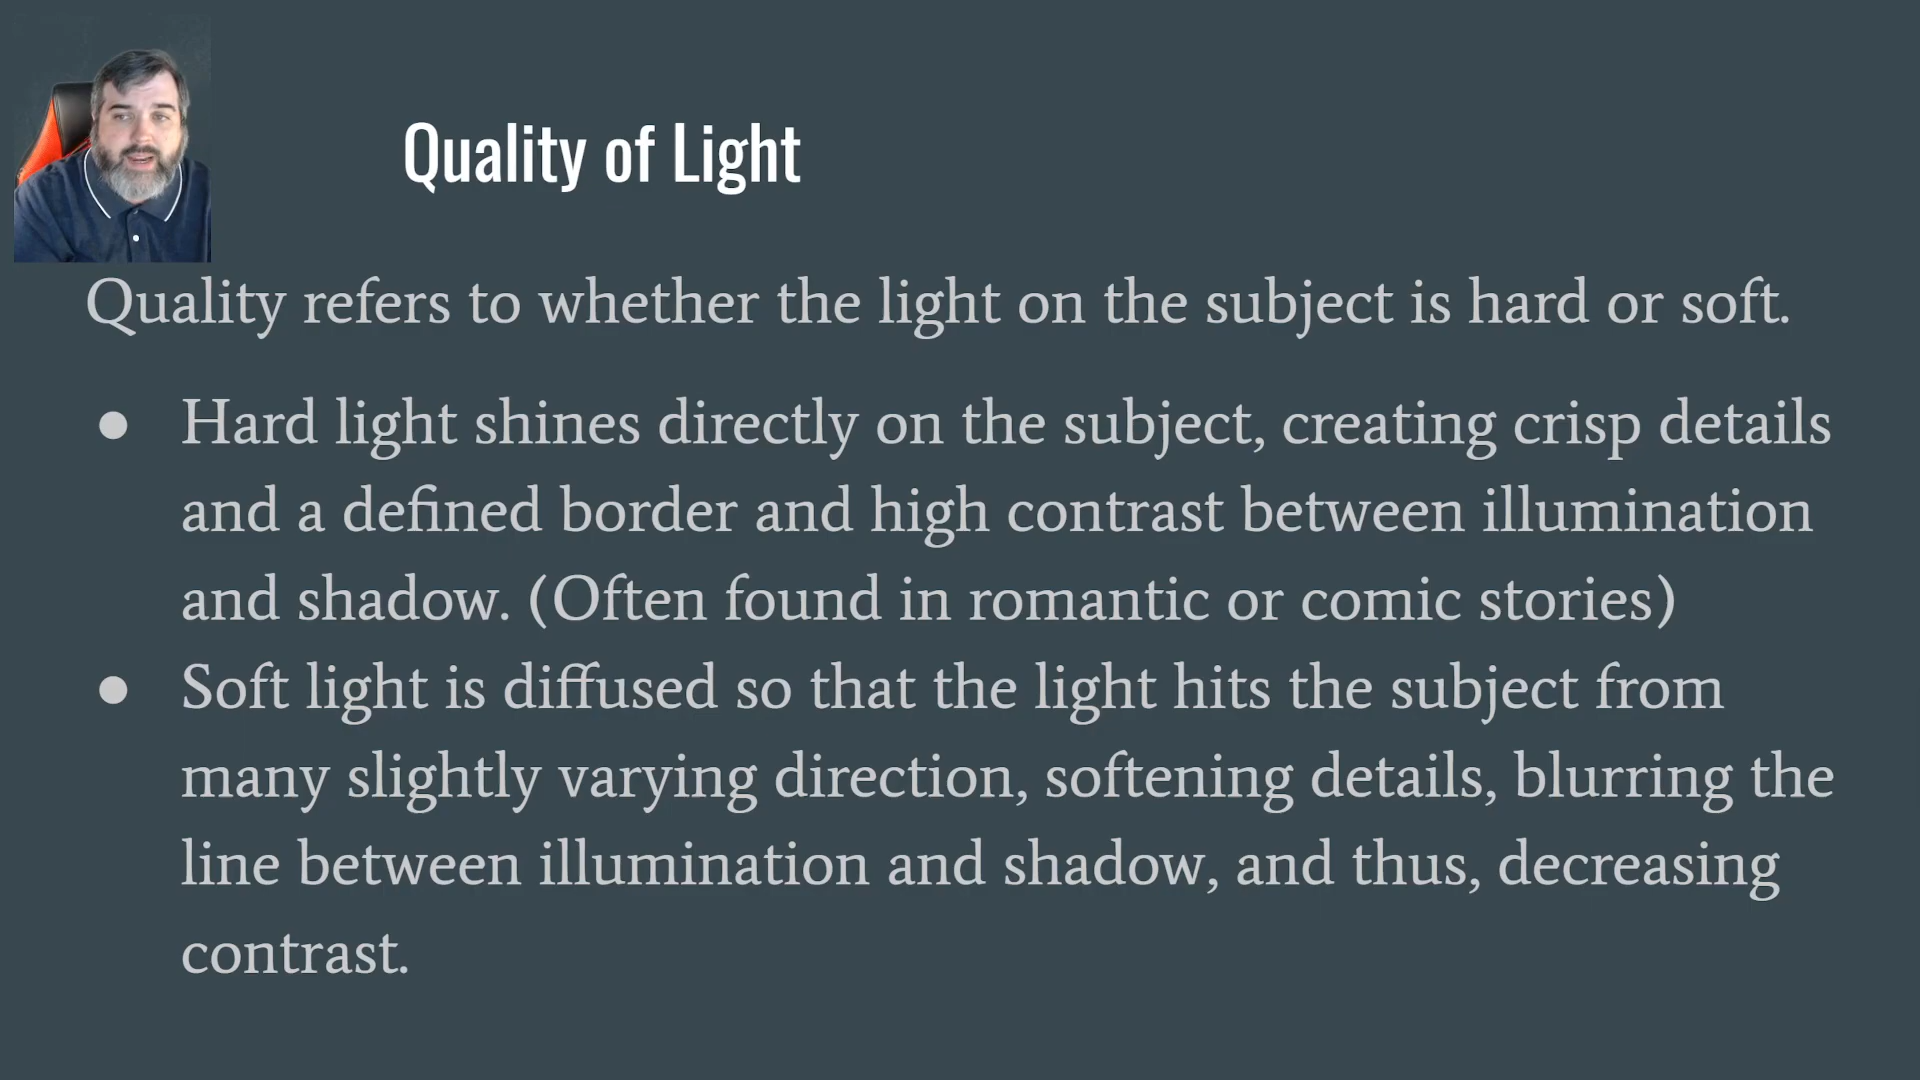 Quality of Light
Quality refers to whether the light on the subject is hard or soft.
● Hard light shines directly on the subject, creating crisp details
and a defined border and high contrast between illumination
and shadow. (Often found in romantic or comic stories)
● Soft light is diffused so that the light hits the subject from
many slightly varying direction, softening details, blurring the
line between illumination and shadow, and thus, decreasing
contrast.